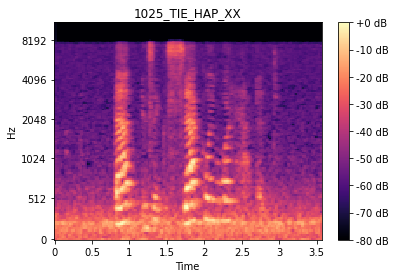 1025_TIE_HAP_XX
Hz
8192
4096
2048
1024
512
0
0
0.5
1
1.5
2
2.5
3
3.5
Time
+0 dB
-10 dB
-20 dB
-30 dB
-40 dB
-50 dB
-60 dB
-70 dB
-80 dB